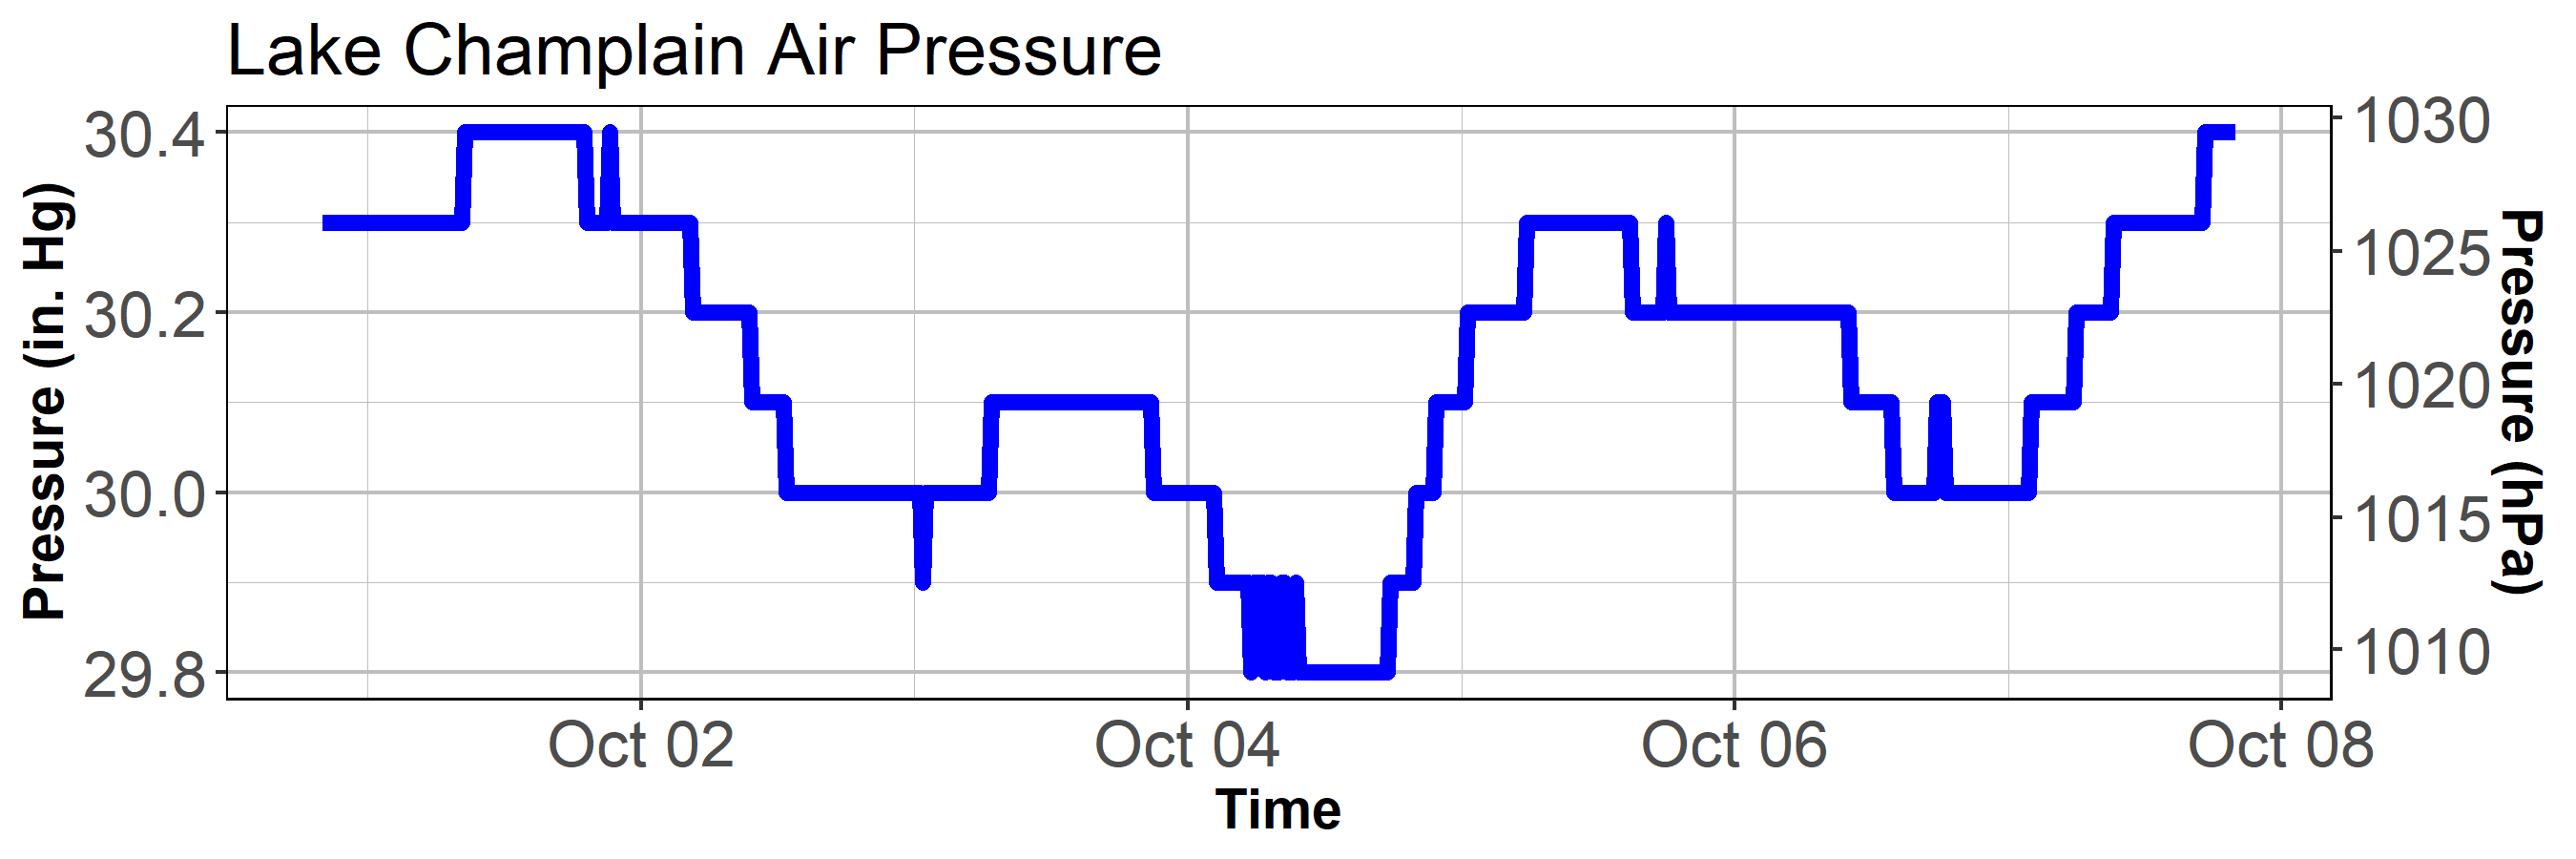 Lake Champlain Air Pressure
Pressure (in. Hg)
30.4
30.2
30.0
29.8
1030
1025
1020
1015
1010
Pressure (hPa)
Oct 02 Oct 04 Oct 06 Oct 08
Time